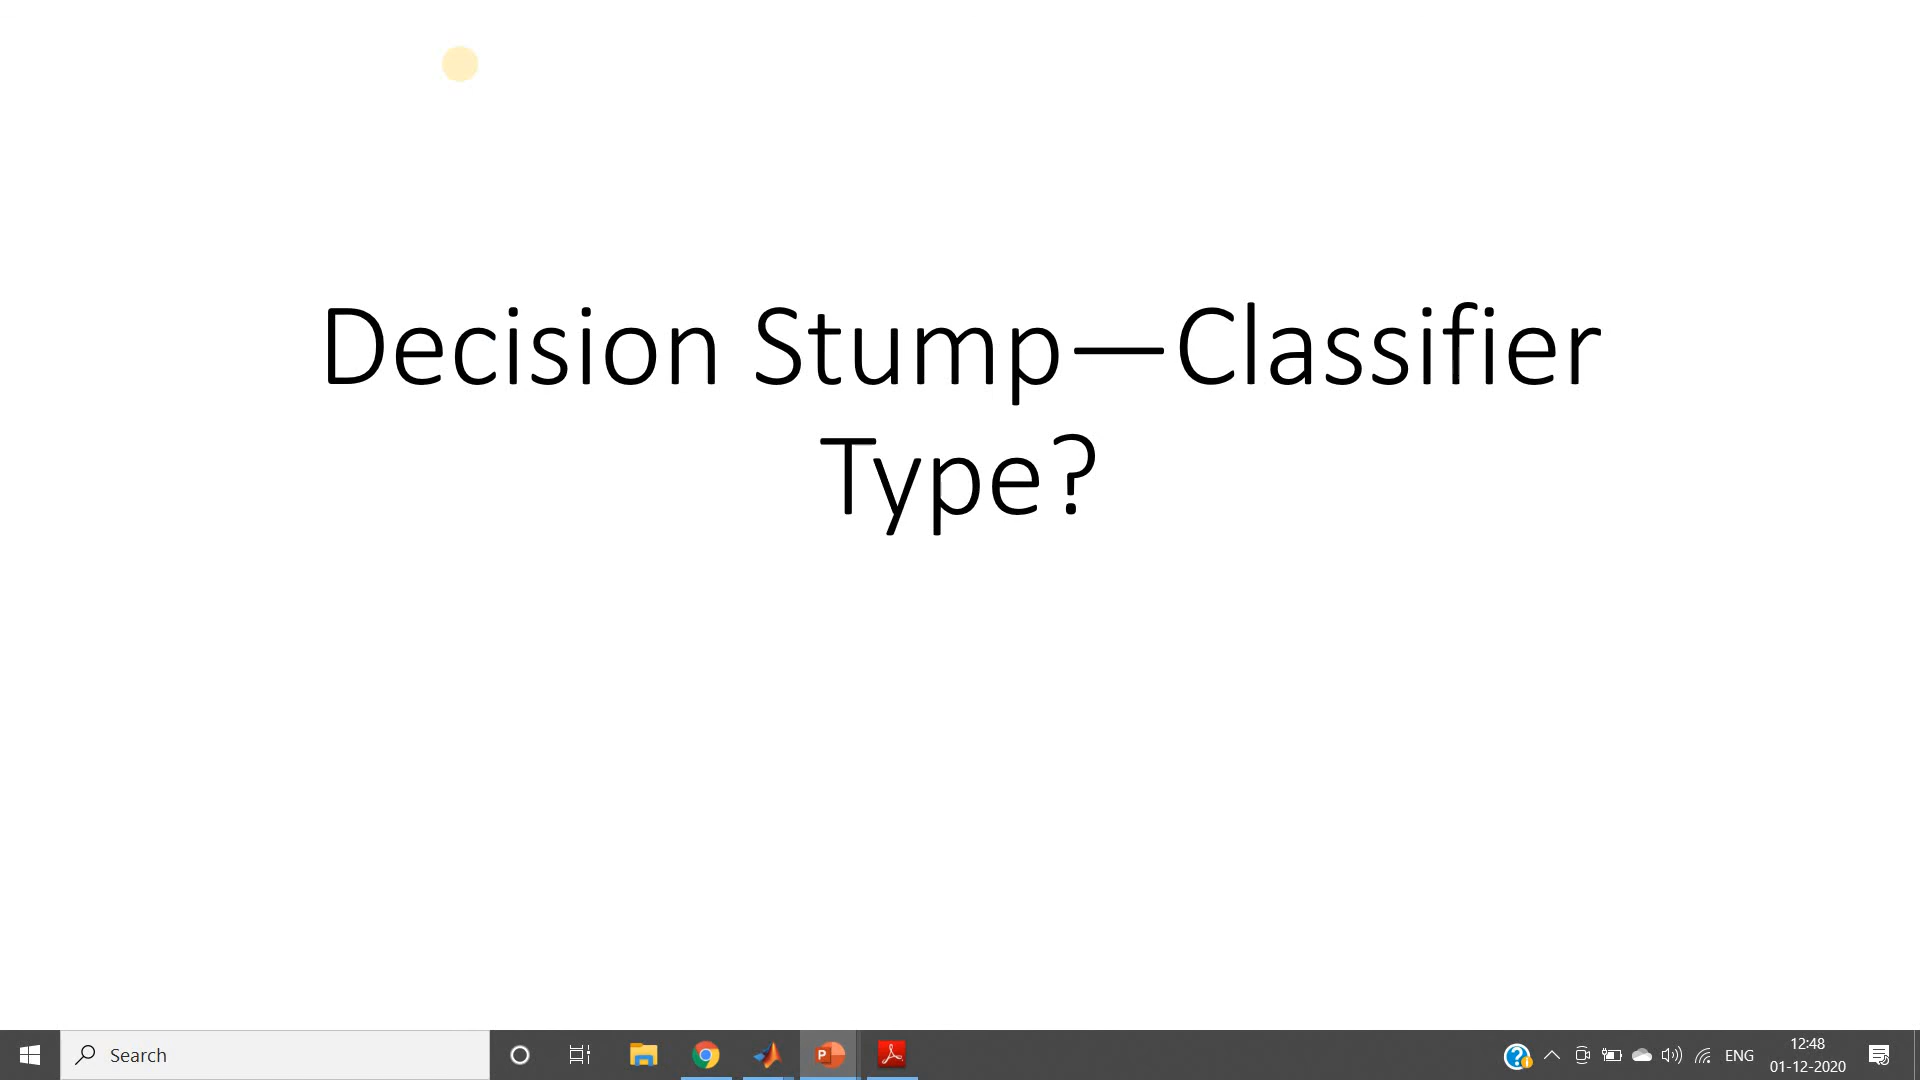 Decision Stump—Classifier
Type?
Search
ENG
12:48
01-12-2020